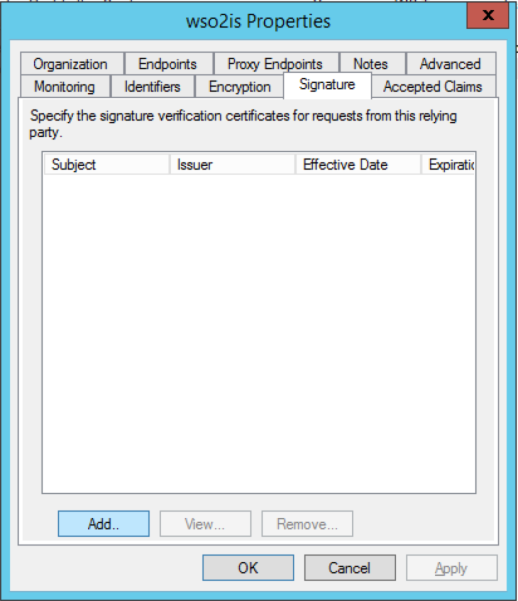 wso2is Properties
x
Organization Endpoints Proxy Endpoints Notes Advanced
Monitoring Identifiers Encryption Signature Accepted Claims
Specify the signature verification certificates for requests from this relying
party.
Subject Issuer Effective Date Expiratic
Add.. View... Remove...
OK Cancel Apply